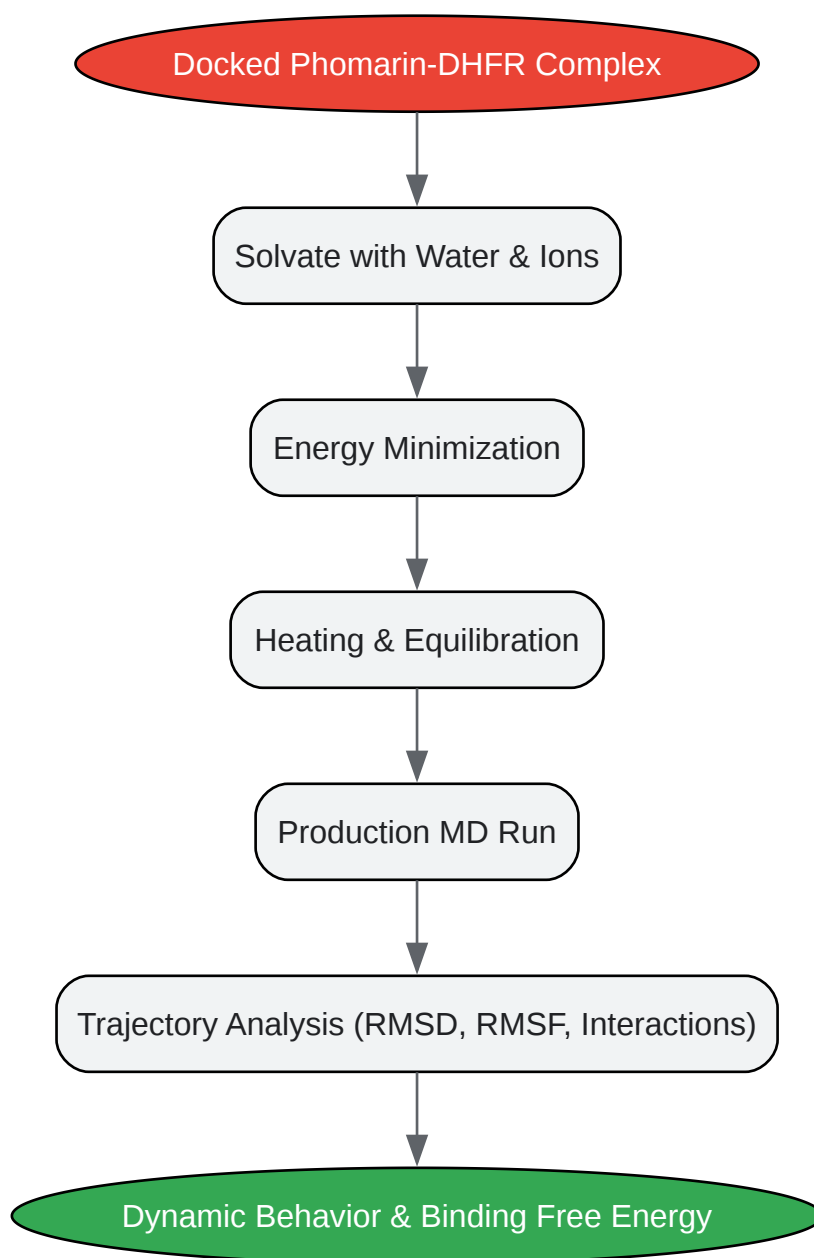 Docked Phomarin-DHFR Complex
Solvate with Water & Ions
Energy Minimization
Heating & Equilibration
Production MD Run
Trajectory Analysis (RMSD, RMSF, Interactions)
Dynamic Behavior & Binding Free Energy